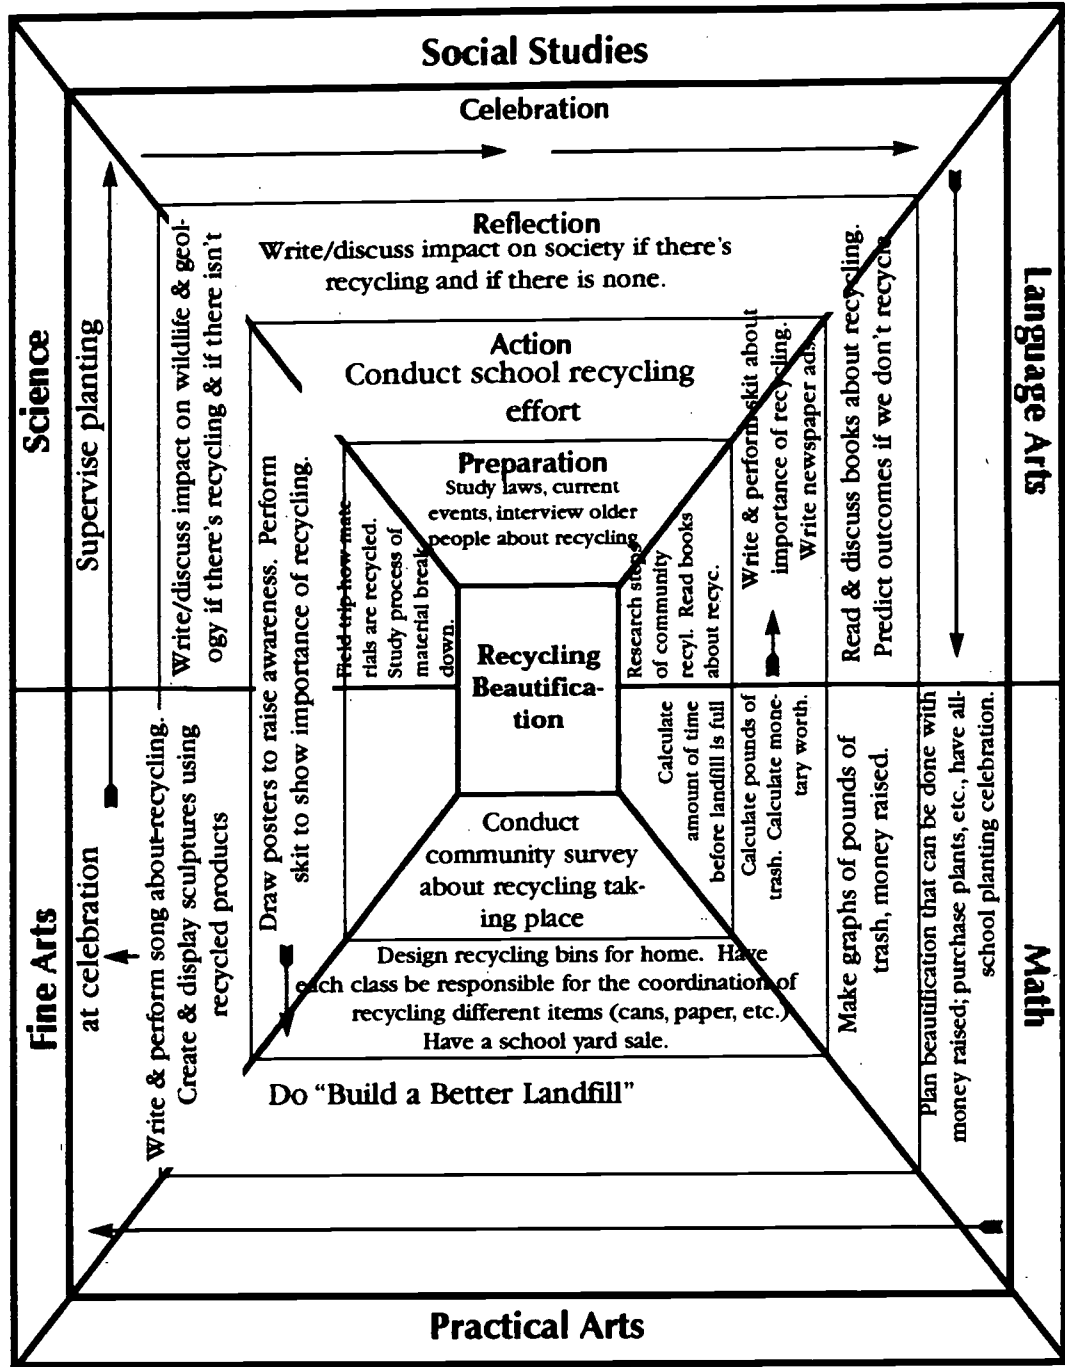 Social Studies
Celebration
Reflection
Write/discuss impact on society if there's
recycling and if there is none.
Action
Conduct school recycling
effort
Preparation
Study laws, current
events, interview older
people about recycling
Recycling
Beautifica-
tion
Science
Supervise planting
Write/discuss impact on wildlife & geol-
ogy if there's recycling & if there isn't
Draw posters to raise awareness. Perform
skit to show importance of recycling.
Field trip how mate
rials are recycled.
Study process of
material break
down.
Language Arts
Read & discuss books about recycling.
Predict outcomes if we don't recycle
Write & perform skit about
importance of recycling.
Write newspaper ads.
Research steps
of community
recyl. Read books
about recyc.
Fine Arts
at celebration
Write & perform song about recycling.
Create & display sculptures using
recycled products
Math
Calculate
amount of time
before landfill is full
Calculate pounds of
trash. Calculate mone-
tary worth.
Make graphs of pounds of
trash, money raised.
Plan beautification that can be done with
money raised; purchase plants, etc., have all-
school planting celebration.
Conduct
community survey
about recycling tak-
ing place
Design recycling bins for home. Have
each class be responsible for the coordination of
recycling different items (cans, paper, etc.)
Have a school yard sale.
Do "Build a Better Landfill"
Practical Arts